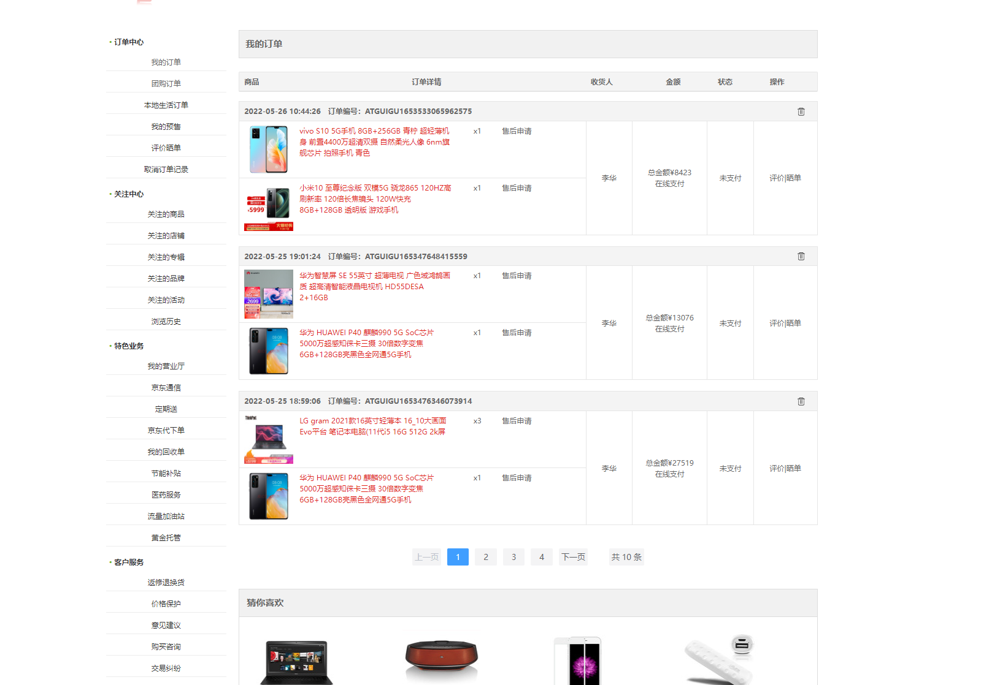 订单中心
我的订单
团购订单
本地生活订单
我的预售
评价晒单
取消订单记录
关注中心
关注的商品
关注的店铺
关注的专辑
关注的品牌
关注的活动
浏览历史
特色业务
我的营业厅
京东通信
定期送
京东代下单
我的回收单
节能补贴
医药服务
流量加油站
黄金托管
客户服务
返修退换货
价格保护
意见建议
购买咨询
交易纠纷
我的订单
商品 订单详情 收货人 金额 状态 操作
2022-05-26 10:44:26 订单编号：ATGUIGU1653533065962575
vivo S10 5G手机 8GB+256GB 青柠 超轻薄机
身 前置4400万超清双摄 自然柔光人像 6nm旗
舰芯片 拍照手机 青色
x1 售后申请
5999
小米10 至尊纪念版 双模5G 骁龙865 120HZ高
刷新率 120倍长焦镜头 120W快充
8GB+128GB 透明版 游戏手机
x1 售后申请
李华
总金额¥8423
在线支付
未支付
评价|晒单
2022-05-25 19:01:24 订单编号：ATGUIGU165347648415559
2699
华为智慧屏 SE 55英寸 超薄电视 广色域鸿鹄画
质 超高清智能液晶电视机 HD55DESA
2+16GB
x1 售后申请
08:08
华为 HUAWEI P40 麒麟990 5G SoC芯片
5000万超感知徕卡三摄 30倍数字变焦
6GB+128GB亮黑色全网通5G手机
x1 售后申请
李华
总金额¥13076
在线支付
未支付
评价|晒单
2022-05-25 18:59:06 订单编号：ATGUIGU1653476346073914
ThinkPad
LG gram 2021款16英寸轻薄本 16_10大画面
Evo平台 笔记本电脑(11代i5 16G 512G 2k屏
x3 售后申请
08:08
华为 HUAWEI P40 麒麟990 5G SoC芯片
5000万超感知徕卡三摄 30倍数字变焦
6GB+128GB亮黑色全网通5G手机
x1 售后申请
李华
总金额¥27519
在线支付
未支付
评价|晒单
上一页 1 2 3 4 下一页 共 10 条
猜你喜欢